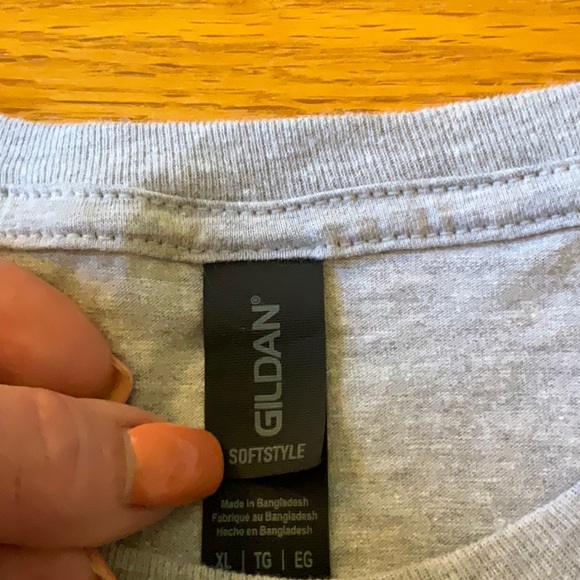 GILDAN®
SOFTSTYLE
Made in Bangladesh
Fabriqué au Bangladesh
Hecho en Bangladesh
XL | TG | EG